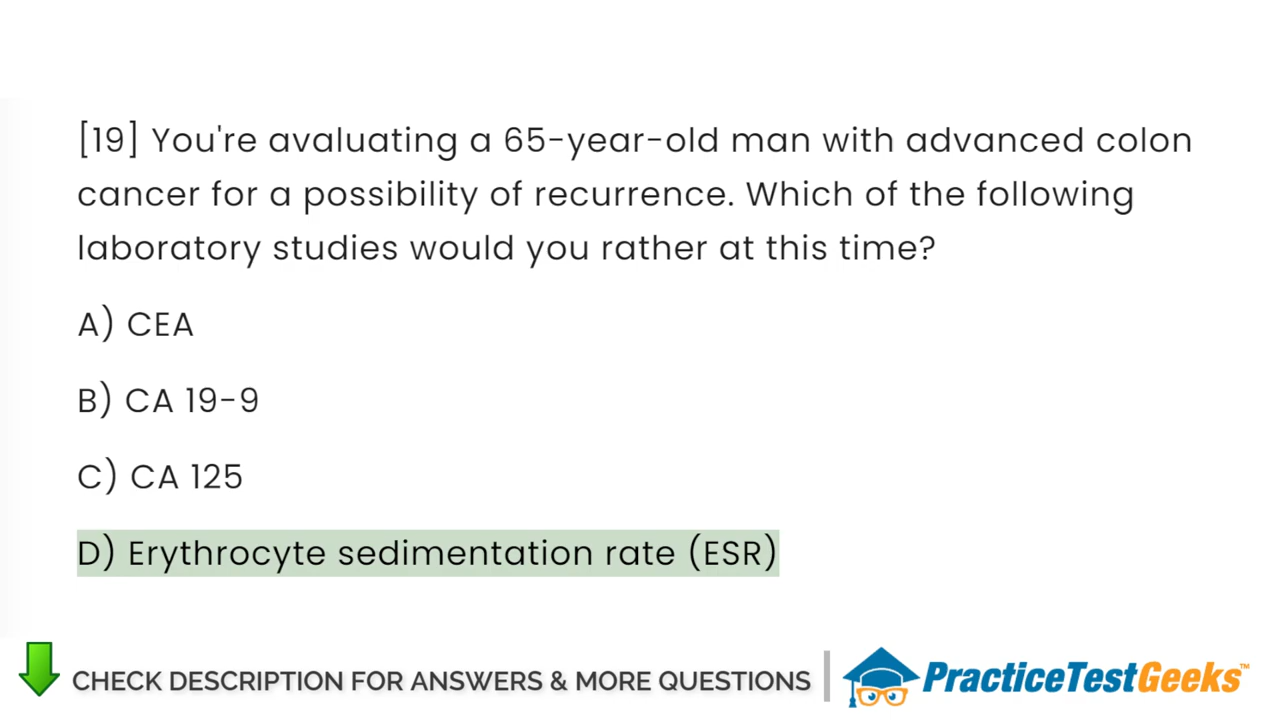 [19] You're avaluating a 65-year-old man with advanced colon
cancer for a possibility of recurrence. Which of the following
laboratory studies would you rather at this time?
A) CEA
B) CA 19-9
C) CA 125
D) Erythrocyte sedimentation rate (ESR)
CHECK DESCRIPTION FOR ANSWERS & MORE QUESTIONS
PracticeTestGeeks™